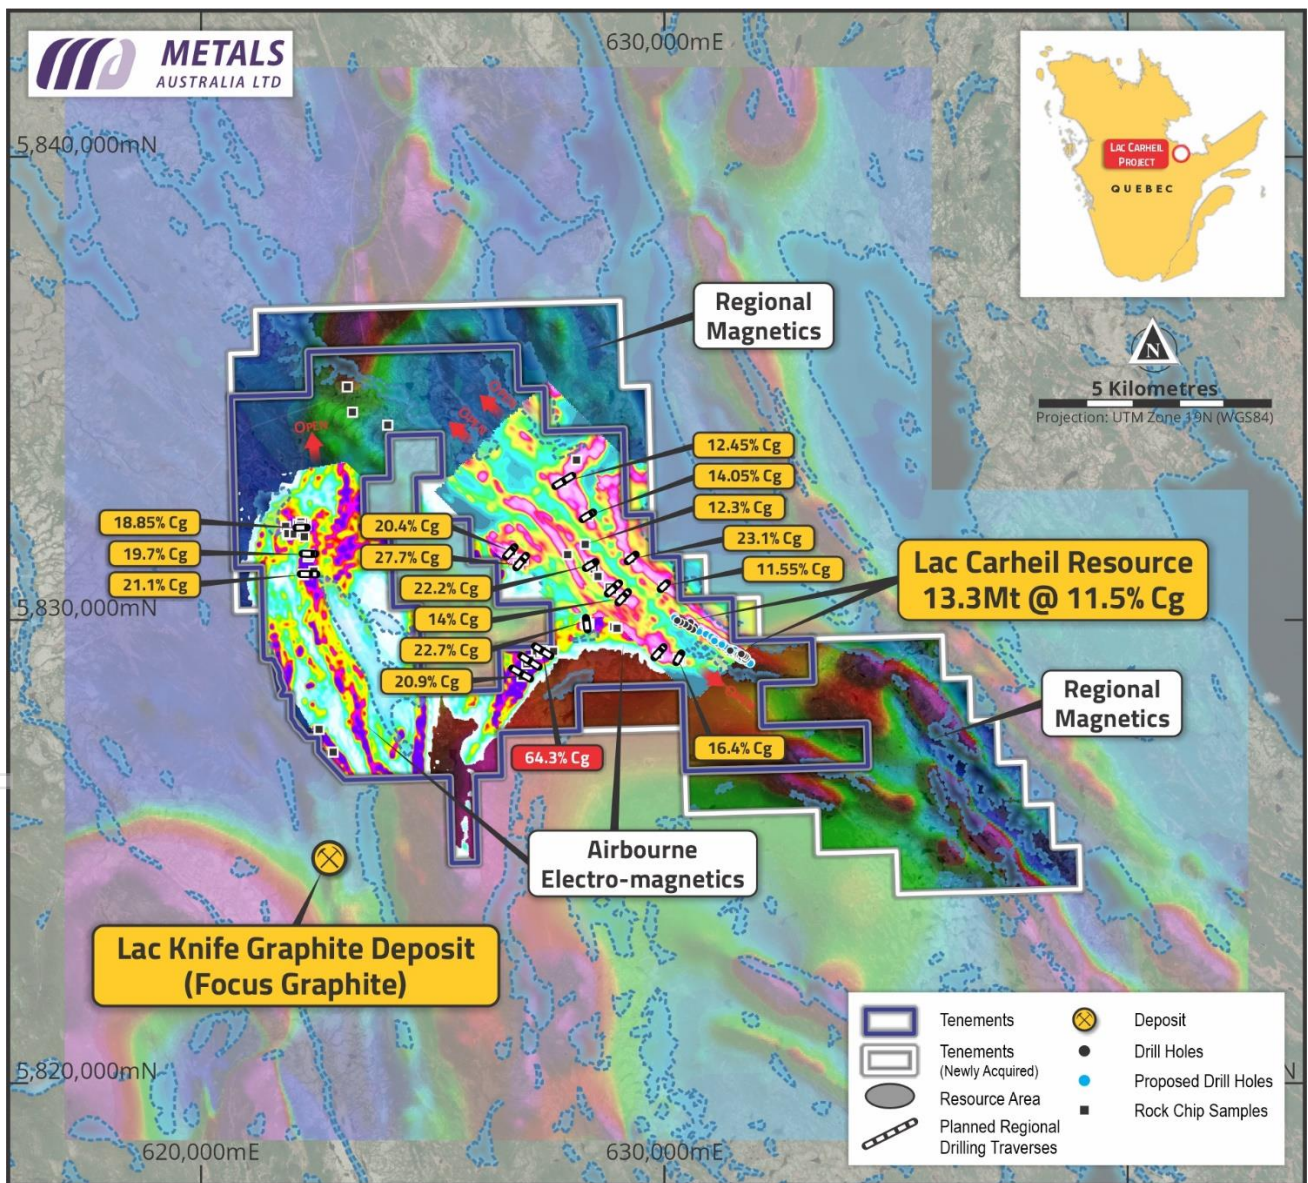 METALS
AUSTRALIA LTD
630,000mE
5,840,000mN
LAC CARHEIL
PROJECT
QUEBEC
Regional
Magnetics
N
5 Kilometres
Projection: UTM Zone 19N (WGS84)
OPEN
OPEN
OPEN
12.45% Cg
14.05% Cg
12.3% Cg
23.1% Cg
11.55% Cg
18.85% Cg
19.7% Cg
21.1% Cg
20.4% Cg
27.7% Cg
22.2% Cg
14% Cg
22.7% Cg
20.9% Cg
Lac Carheil Resource
13.3Mt @ 11.5% Cg
5,830,000mN
Regional
Magnetics
64.3% Cg
16.4% Cg
Airbourne
Electro-magnetics
Lac Knife Graphite Deposit
(Focus Graphite)
Tenements
Tenements
(Newly Acquired)
Resource Area
Planned Regional
Drilling Traverses
Deposit
Drill Holes
Proposed Drill Holes
Rock Chip Samples
5,820,000mN
N
620,000mE
630,000mE